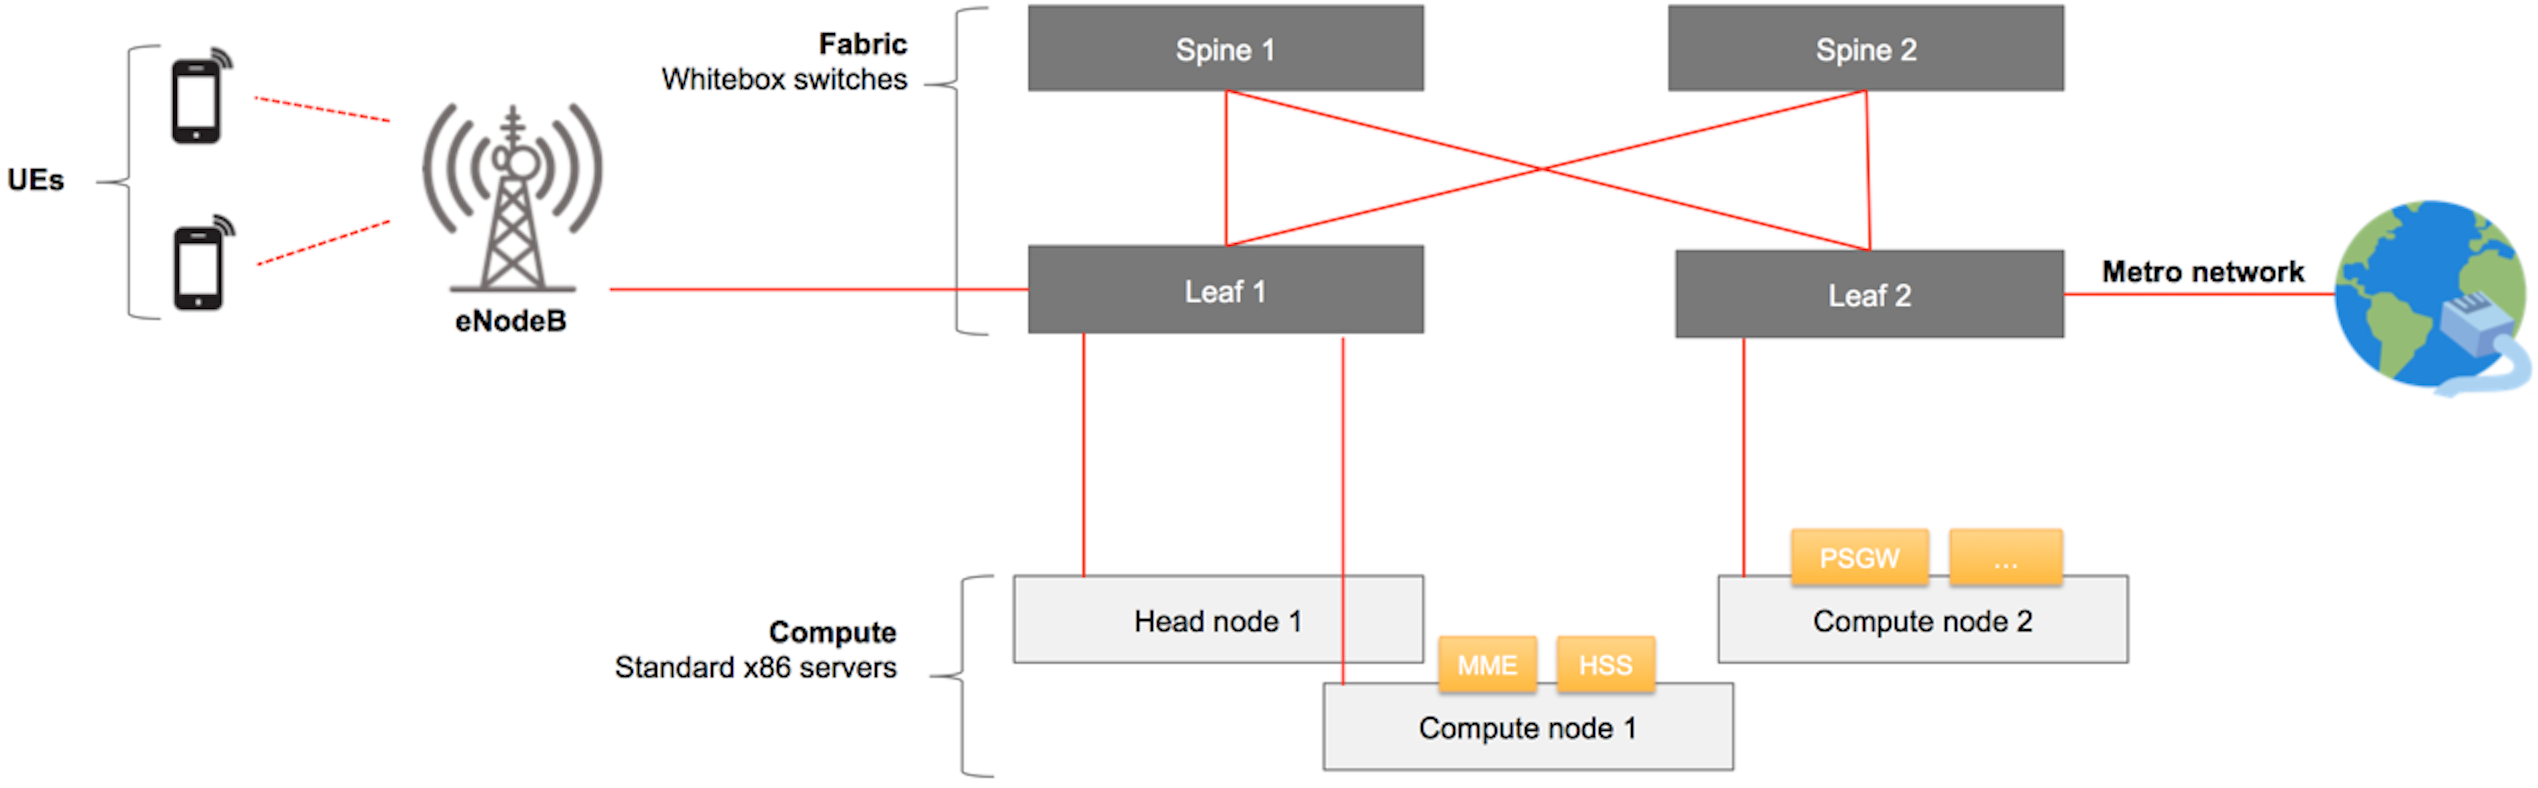 UEs
eNodeB
Fabric
Whitebox switches
Spine 1
Spine 2
Leaf 1
Leaf 2
Metro network
Compute
Standard x86 servers
Head node 1
MME
HSS
Compute node 1
PSGW
...
Compute node 2